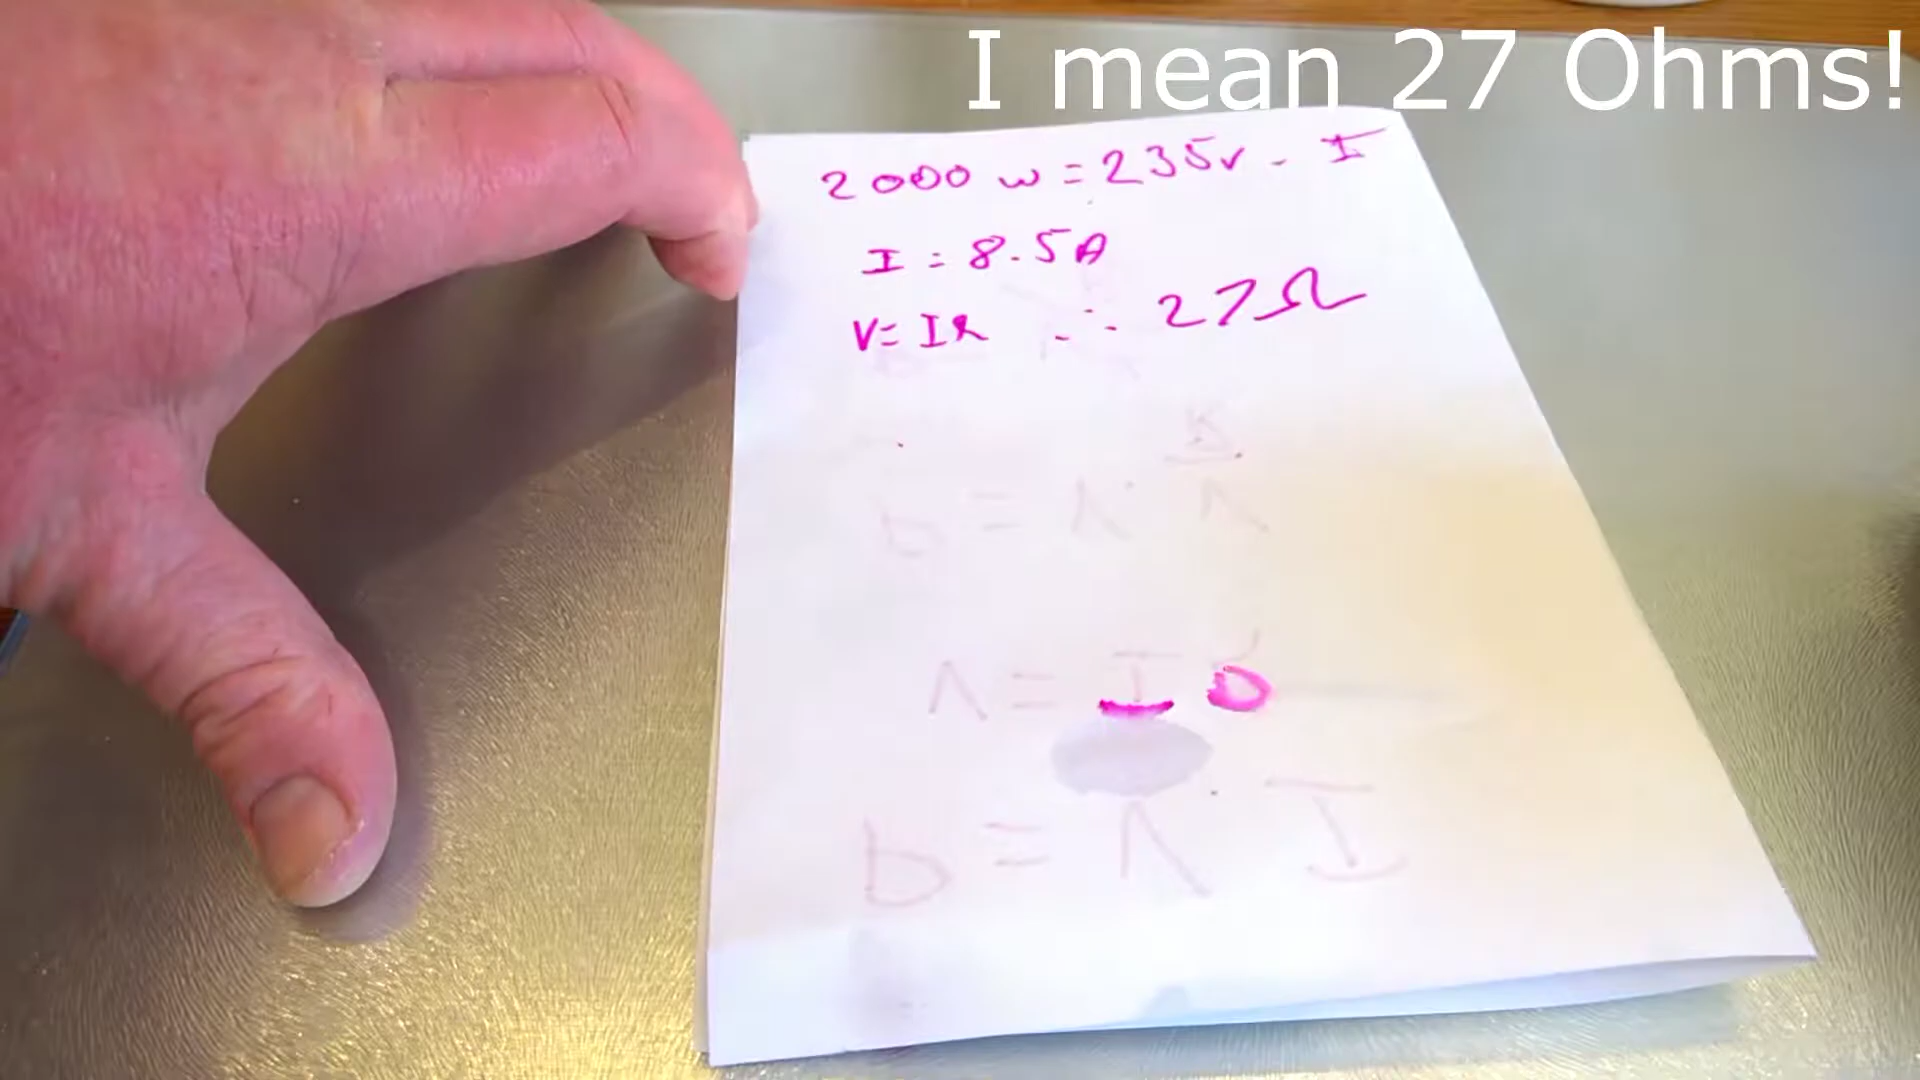 I mean 27 Ohms!
2000 w = 235v . I
I = 8.5A
V = IR ∴ 27Ω